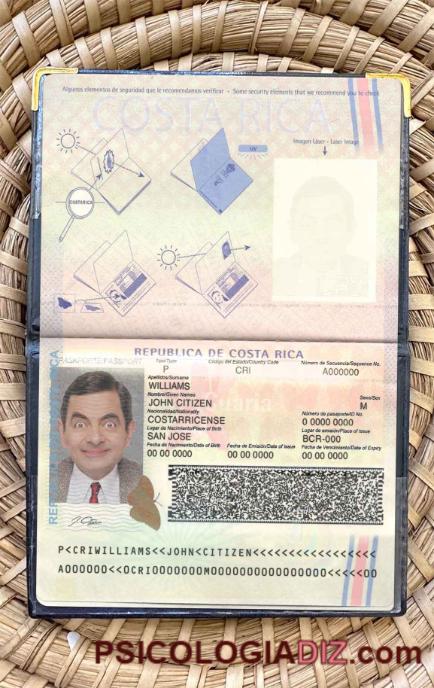 Algunos elementos de seguridad que le recomendamos verificar • Some security elements that we recommend you to check
COSTA RICA
Imagen Láser - Laser Image
UV
COSTA RICA
REPUBLICA DE COSTA RICA
PASAPORTE/PASSPORT
Tipo/Type Código del Estado/Country Code Número de Secuencia/Sequense No.
P CRI A000000
Apellidos/Surname
WILLIAMS
Nombre/Given Names Sexo/Sex
JOHN CITIZEN M
Nacionalidad/Nationality Número de pasaporte/ID No.
COSTARRICENSE 0 0000 0000
Lugar de Nacimiento/Place of Birth Lugar de emisión/Place of Issue
SAN JOSE BCR-000
Fecha de Nacimiento/Date of Birth Fecha de Emisión/Date of Issue Fecha de Vencimiento/Date of Expiry
00 00 0000 00 00 0000 00 00 0000
P<CRIWILLIAMS<<JOHN<CITIZEN<<<<<<<<<<<<<<<<<
PSICOLOGIADIZ.com